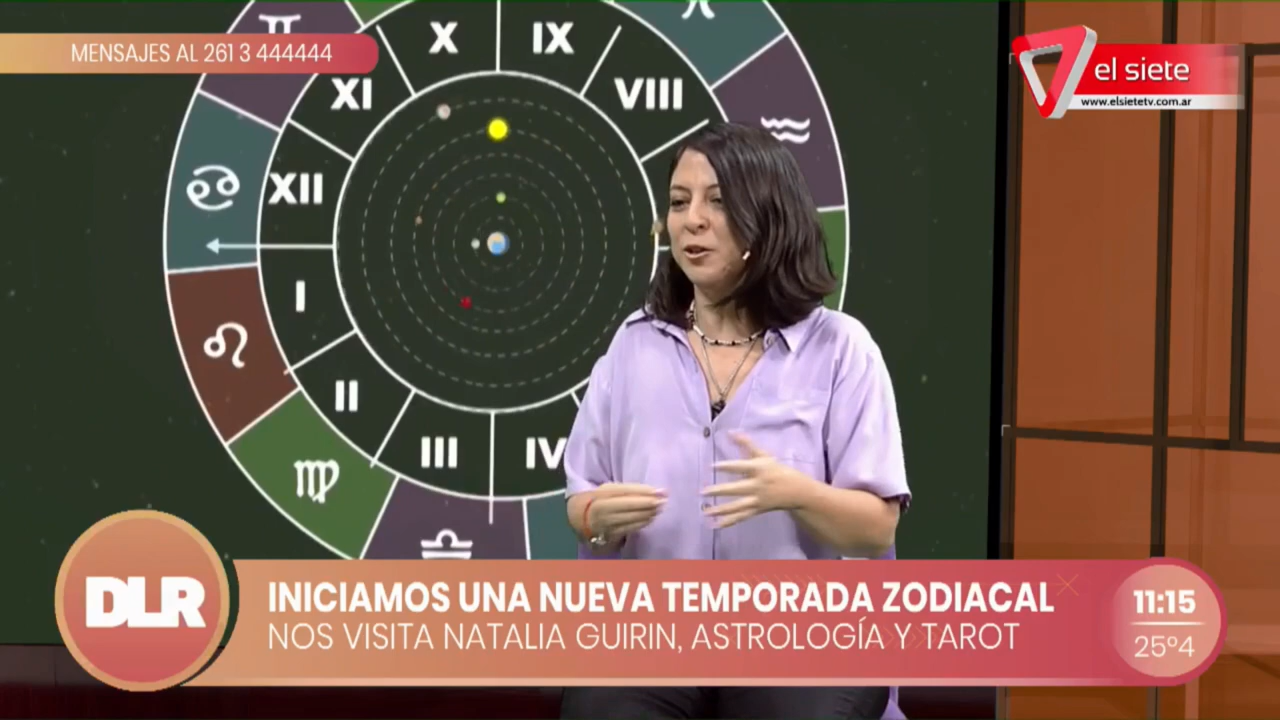 MENSAJES AL 261 3 444444
el siete
www.elsietetv.com.ar
X
IX
XI
VIII
XII
I
II
III
IV
DLR
INICIAMOS UNA NUEVA TEMPORADA ZODIACAL
NOS VISITA NATALIA GUIRIN, ASTROLOGÍA Y TAROT
11:15
25º4